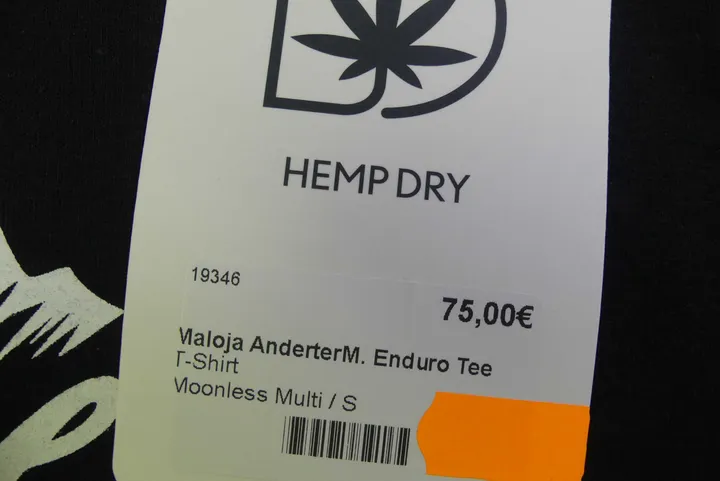 HEMP DRY
19346
75,00€
Maloja AnderterM. Enduro Tee
T-Shirt
Moonless Multi / S